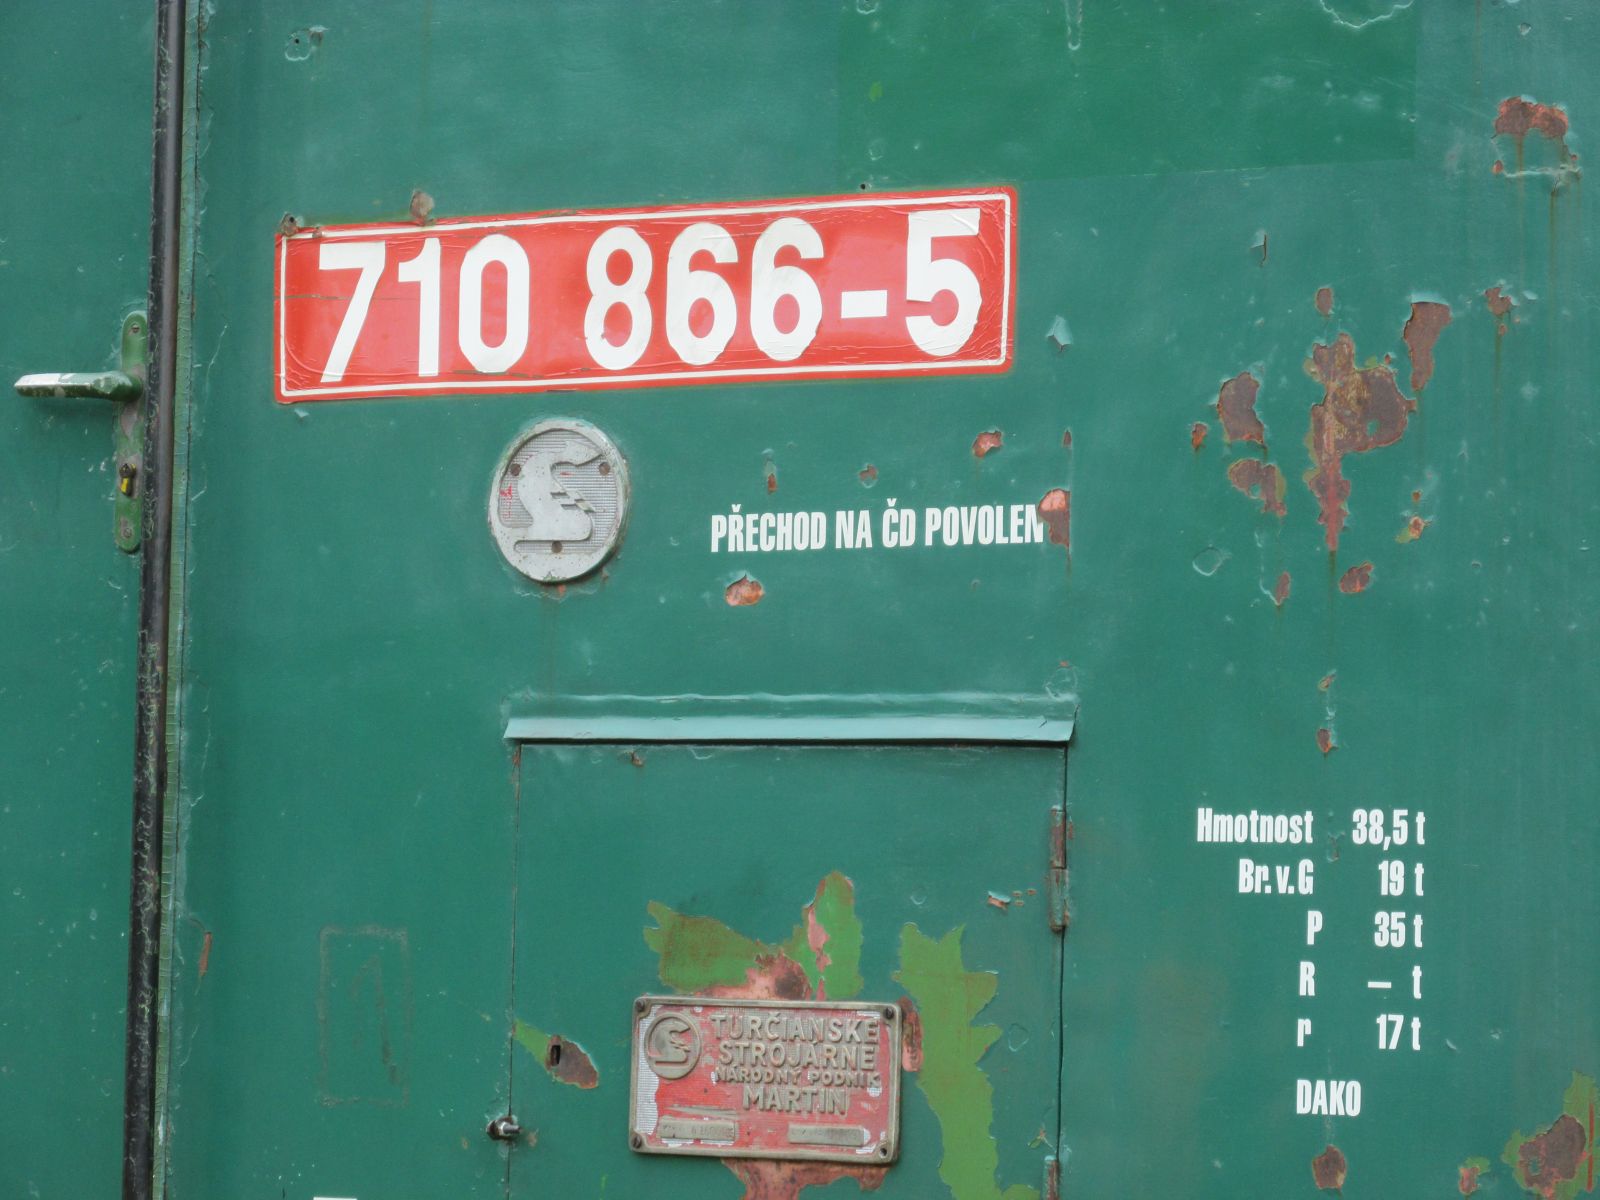 710 866-5
PŘECHOD NA ČD POVOLEN
Hmotnost 38,5 t
Br.v.G 19 t
P 35 t
R — t
r 17 t
DAKO
TURČIANSKE
STROJÁRNE
NÁRODNÝ PODNIK
MARTIN